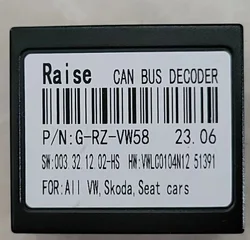 Raise CAN BUS DECODER
P/N:G-RZ-VW58 23.06
SW:003 32 12 02-HS HW:VWLC0104N12 51391
FOR:All VW,Skoda,Seat cars